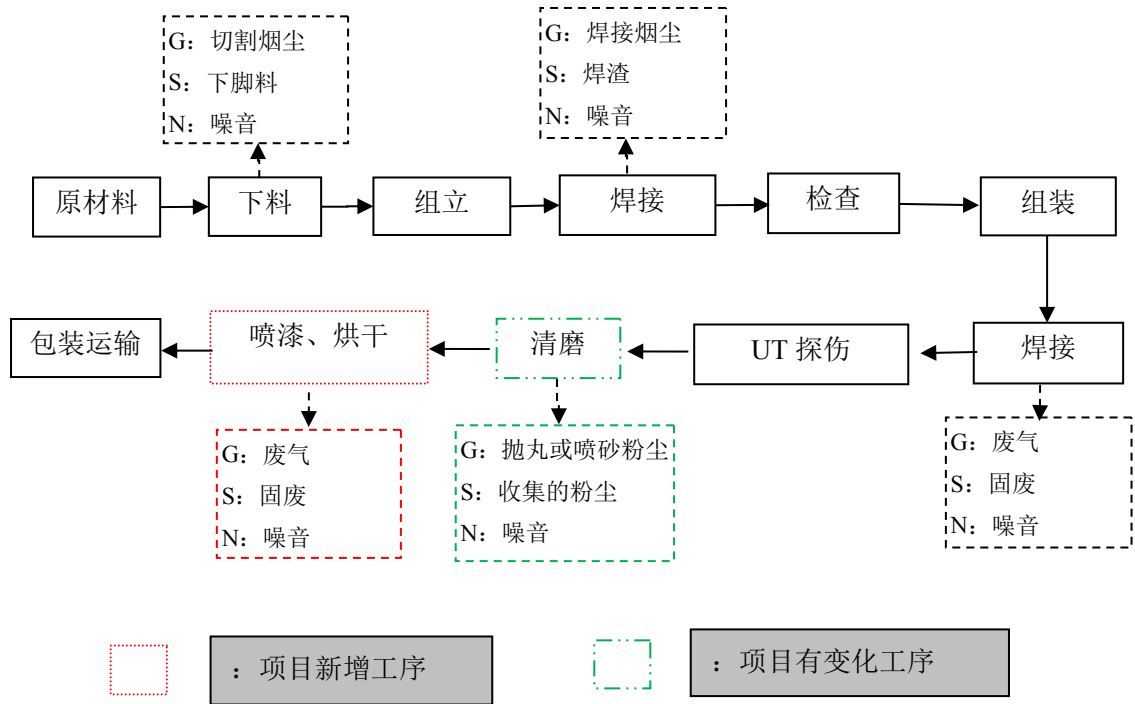 G：切割烟尘
S：下脚料
N：噪音
G：焊接烟尘
S：焊渣
N：噪音
原材料
下料
组立
焊接
检查
组装
包装运输
喷漆、烘干
清磨
UT 探伤
焊接
G：废气
S：固废
N：噪音
G：抛丸或喷砂粉尘
S：收集的粉尘
N：噪音
G：废气
S：固废
N：噪音
：项目新增工序
：项目有变化工序